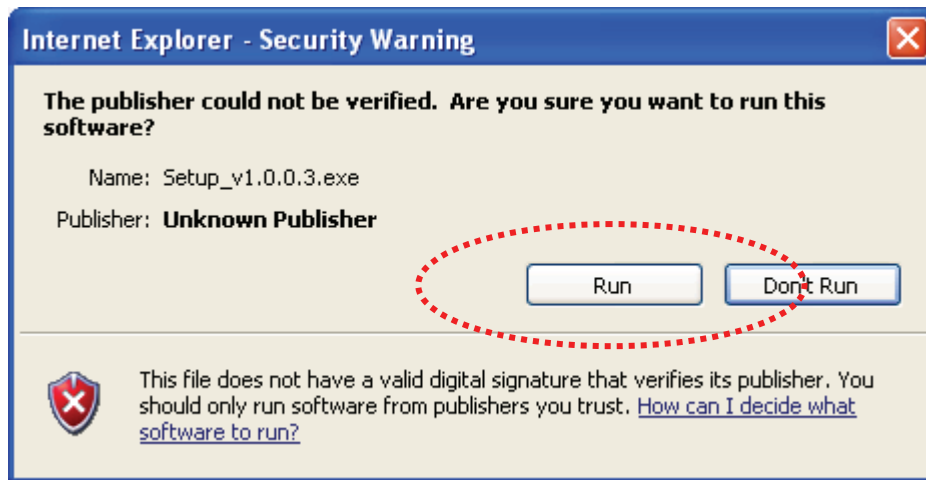 Internet Explorer - Security Warning
The publisher could not be verified.  Are you sure you want to run this
software?
Name: Setup_v1.0.0.3.exe
Publisher: Unknown Publisher
Run
Don't Run
This file does not have a valid digital signature that verifies its publisher. You
should only run software from publishers you trust. How can I decide what
software to run?